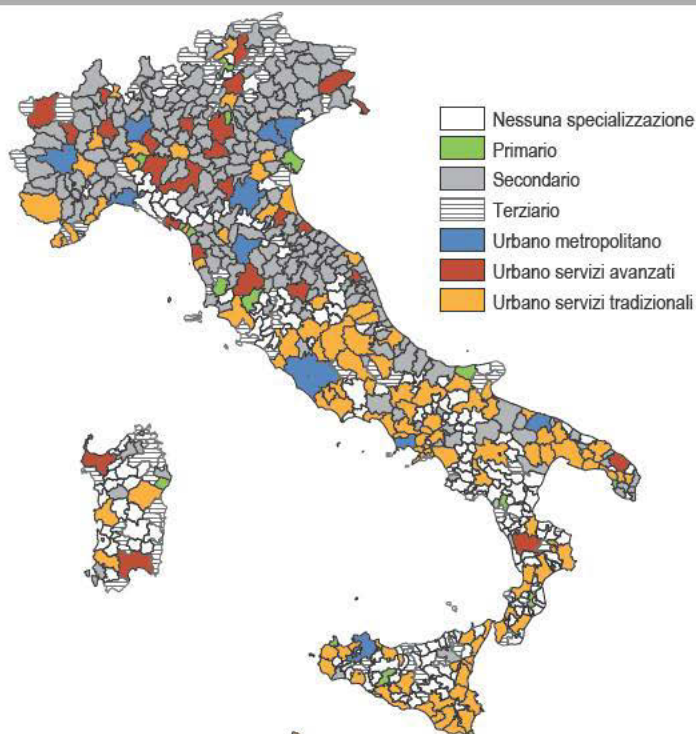 Nessuna specializzazione
Primario
Secondario
Terziario
Urbano metropolitano
Urbano servizi avanzati
Urbano servizi tradizionali